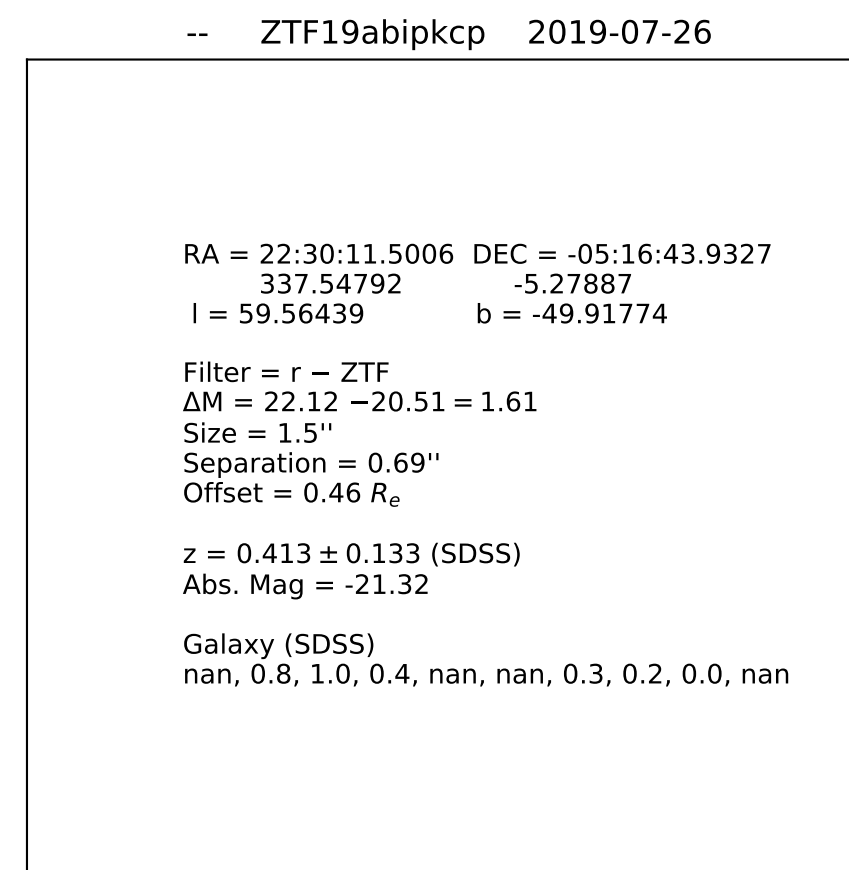 --   ZTF19abipkcp   2019-07-26
RA = 22:30:11.5006  DEC = -05:16:43.9327
337.54792   -5.27887
l = 59.56439   b = -49.91774
Filter = r − ZTF
ΔM = 22.12 −20.51 = 1.61
Size = 1.5''
Separation = 0.69''
Offset = 0.46 Rₑ
z = 0.413 ± 0.133 (SDSS)
Abs. Mag = -21.32
Galaxy (SDSS)
nan, 0.8, 1.0, 0.4, nan, nan, 0.3, 0.2, 0.0, nan